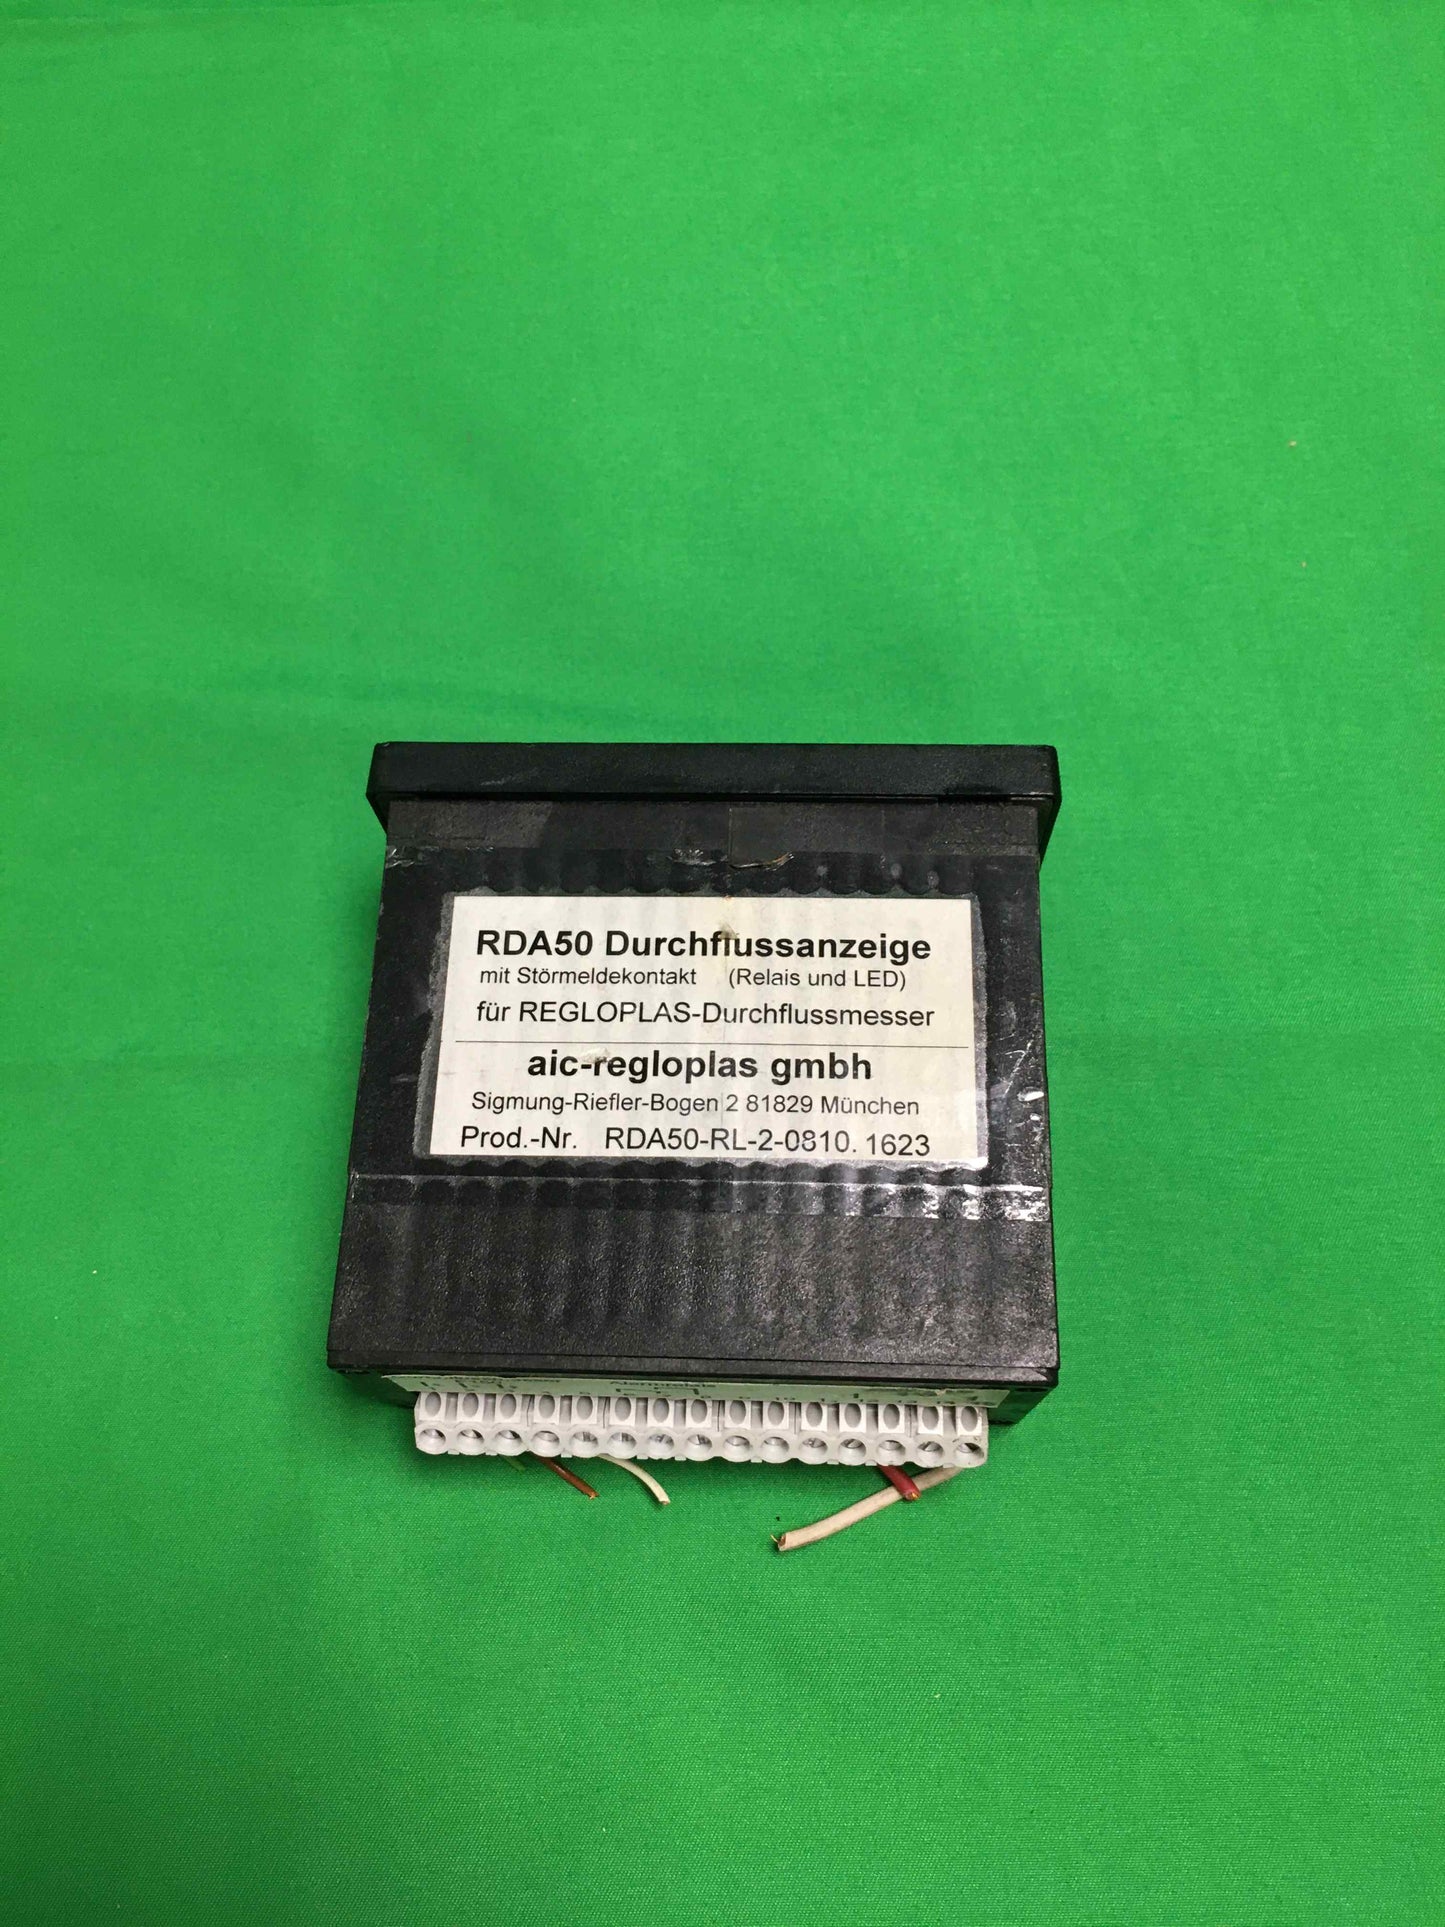 RDA50 Durchflussanzeige
mit Störmeldekontakt (Relais und LED)
für REGLOPLAS-Durchflussmesser
aic-regloplas gmbh
Sigmung-Riefler-Bogen 2 81829 München
Prod.-Nr. RDA50-RL-2-0810. 1623